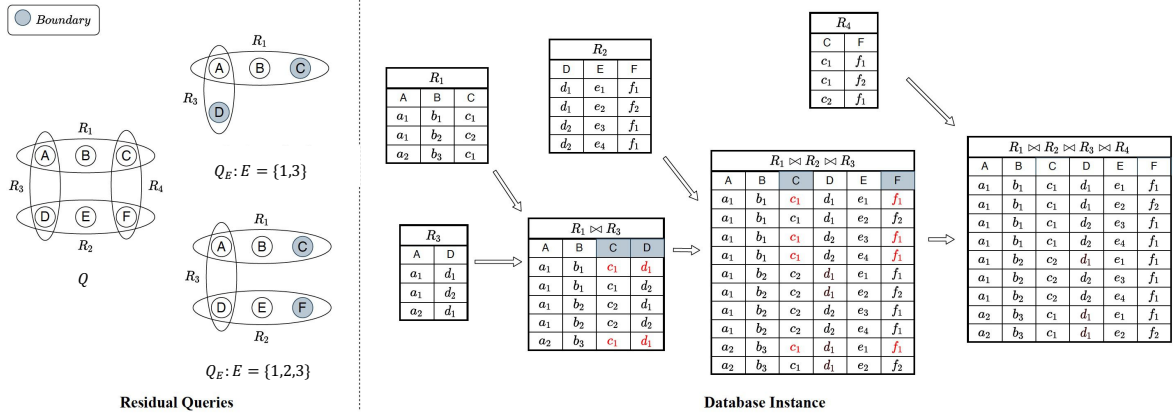 Boundary
R₁
A B C
R₃
D
Q_E: E = {1,3}
R₁
A B C
R₃ R₄
D E F
R₂
Q
R₁
A B C
R₃
D E F
R₂
Q_E: E = {1,2,3}
Residual Queries
R₁
A B C
a₁ b₁ c₁
a₁ b₂ c₂
a₂ b₃ c₁
R₂
D E F
d₁ e₁ f₁
d₁ e₂ f₂
d₂ e₃ f₁
d₂ e₄ f₁
R₄
C F
c₁ f₁
c₁ f₂
c₂ f₁
R₃
A D
a₁ d₁
a₁ d₂
a₂ d₁
R₁ ⋈ R₃
A B C D
a₁ b₁ c₁ d₁
a₁ b₁ c₁ d₂
a₁ b₂ c₂ d₁
a₁ b₂ c₂ d₂
a₂ b₃ c₁ d₁
R₁ ⋈ R₂ ⋈ R₃
A B C D E F
a₁ b₁ c₁ d₁ e₁ f₁
a₁ b₁ c₁ d₁ e₂ f₂
a₁ b₁ c₁ d₂ e₃ f₁
a₁ b₁ c₁ d₂ e₄ f₁
a₁ b₂ c₂ d₁ e₁ f₁
a₁ b₂ c₂ d₁ e₂ f₂
a₁ b₂ c₂ d₂ e₃ f₁
a₁ b₂ c₂ d₂ e₄ f₁
a₂ b₃ c₁ d₁ e₁ f₁
a₂ b₃ c₁ d₁ e₂ f₂
R₁ ⋈ R₂ ⋈ R₃ ⋈ R₄
A B C D E F
a₁ b₁ c₁ d₁ e₁ f₁
a₁ b₁ c₁ d₁ e₂ f₂
a₁ b₁ c₁ d₂ e₃ f₁
a₁ b₁ c₁ d₂ e₄ f₁
a₁ b₂ c₂ d₁ e₁ f₁
a₁ b₂ c₂ d₂ e₃ f₁
a₁ b₂ c₂ d₂ e₄ f₁
a₂ b₃ c₁ d₁ e₁ f₁
a₂ b₃ c₁ d₁ e₂ f₂
Database Instance